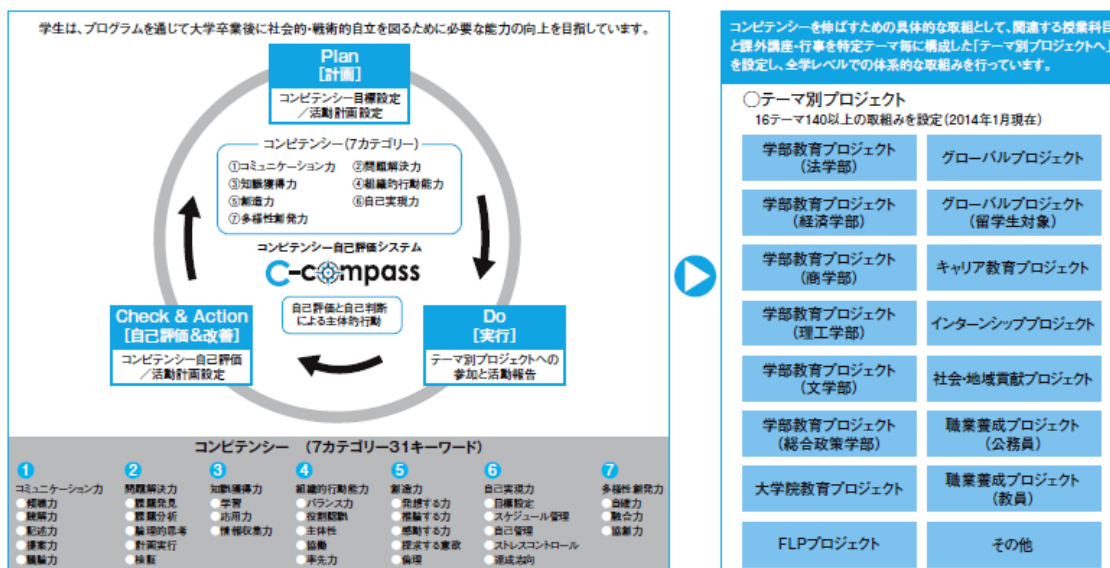 学生は、プログラムを通じて大学卒業後に社会的・戦術的自立を図るために必要な能力の向上を目指しています。
Plan
[計画]
コンピテンシー目標設定
／活動計画設定
コンピテンシー(7カテゴリー)
①コミュニケーション力 ②問題解決力
③知識獲得力 ④組織的行動能力
⑤創造力 ⑥自己実現力
⑦多様性創発力
コンピテンシー自己評価システム
C-compass
自己評価と自己判断
による主体的行動
Check & Action
[自己評価&改善]
コンピテンシー自己評価
／活動計画設定
Do
[実行]
テーマ別プロジェクトへの
参加と活動報告
コンピテンシー (7カテゴリー31キーワード)
1
コミュニケーション力
傾聴力
読解力
記述力
提案力
議論力
2
問題解決力
課題発見
課題分析
論理的思考
計画実行
検証
3
知識獲得力
学習
応用力
情報収集力
4
組織的行動能力
バランス力
役割認識
主体性
協働
率先力
5
創造力
発想する力
推論する力
感動する力
探求する意欲
倫理
6
自己実現力
目標設定
スケジュール管理
自己管理
ストレスコントロール
達成志向
7
多様性創発力
自確力
融合力
協創力
コンピテンシーを伸ばすための具体的な取組として、関連する授業科目
と課外講座・行事を特定テーマ毎に構成した「テーマ別プロジェクトへ」
を設定し、全学レベルでの体系的な取組みを行っています。
○テーマ別プロジェクト
16テーマ140以上の取組みを設定(2014年1月現在)
学部教育プロジェクト
(法学部)
グローバルプロジェクト
学部教育プロジェクト
(経済学部)
グローバルプロジェクト
(留学生対象)
学部教育プロジェクト
(商学部)
キャリア教育プロジェクト
学部教育プロジェクト
(理工学部)
インターンシッププロジェクト
学部教育プロジェクト
(文学部)
社会・地域貢献プロジェクト
学部教育プロジェクト
(総合政策学部)
職業養成プロジェクト
(公務員)
大学院教育プロジェクト
職業養成プロジェクト
(教員)
FLPプロジェクト
その他